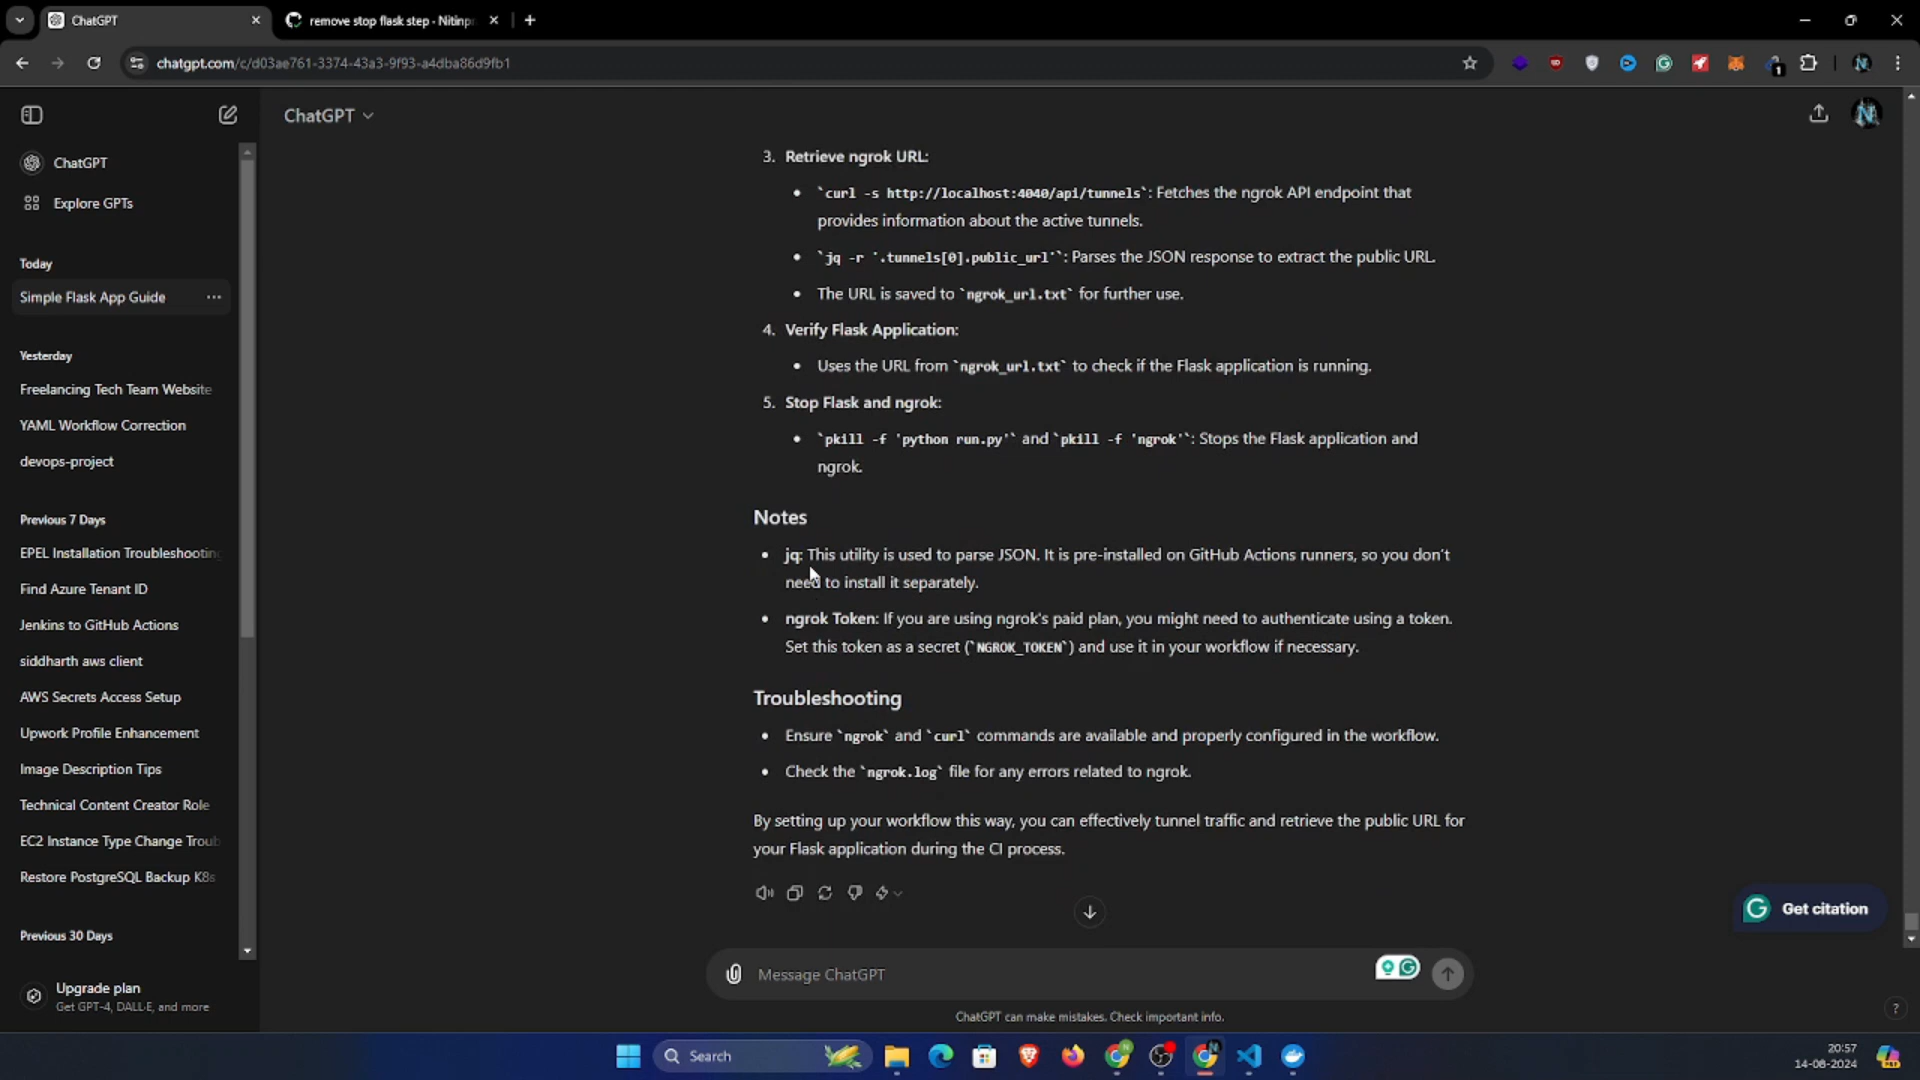 ChatGPT
remove stop flask step - Nitinpr
chatgpt.com/c/d03ae761-3374-43a3-9f93-a4dba86d9fb1
1
ChatGPT
Explore GPTs
Today
Simple Flask App Guide
Yesterday
Freelancing Tech Team Website
YAML Workflow Correction
devops-project
Previous 7 Days
EPEL Installation Troubleshooting
Find Azure Tenant ID
Jenkins to GitHub Actions
siddharth aws client
AWS Secrets Access Setup
Upwork Profile Enhancement
Image Description Tips
Technical Content Creator Role
EC2 Instance Type Change Troub
Restore PostgreSQL Backup K8s
Previous 30 Days
Upgrade plan
Get GPT-4, DALL·E, and more
ChatGPT
3. Retrieve ngrok URL:
• `curl -s http://localhost:4040/api/tunnels`: Fetches the ngrok API endpoint that
provides information about the active tunnels.
• `jq -r '.tunnels[0].public_url'`: Parses the JSON response to extract the public URL.
• The URL is saved to `ngrok_url.txt` for further use.
4. Verify Flask Application:
• Uses the URL from `ngrok_url.txt` to check if the Flask application is running.
5. Stop Flask and ngrok:
• `pkill -f 'python run.py'` and `pkill -f 'ngrok'`: Stops the Flask application and
ngrok.
Notes
• jq: This utility is used to parse JSON. It is pre-installed on GitHub Actions runners, so you don't
need to install it separately.
• ngrok Token: If you are using ngrok's paid plan, you might need to authenticate using a token.
Set this token as a secret (`NGROK_TOKEN`) and use it in your workflow if necessary.
Troubleshooting
• Ensure `ngrok` and `curl` commands are available and properly configured in the workflow.
• Check the `ngrok.log` file for any errors related to ngrok.
By setting up your workflow this way, you can effectively tunnel traffic and retrieve the public URL for
your Flask application during the CI process.
Get citation
Message ChatGPT
ChatGPT can make mistakes. Check important info.
?
Search
20:57
14-08-2024